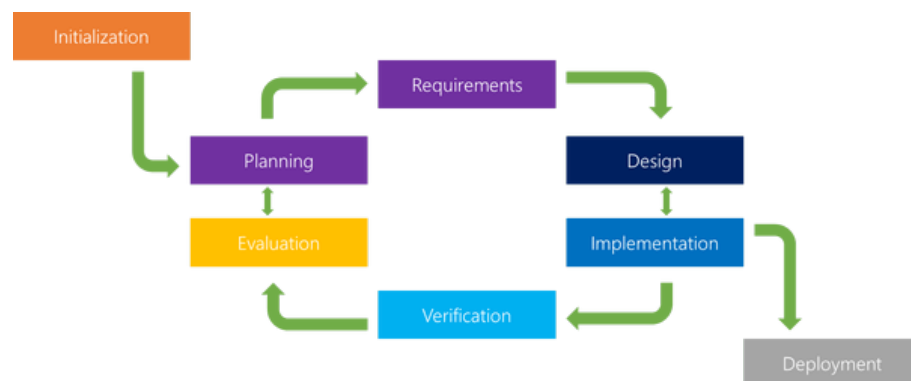 Initialization
Requirements
Planning
Design
Evaluation
Implementation
Verification
Deployment